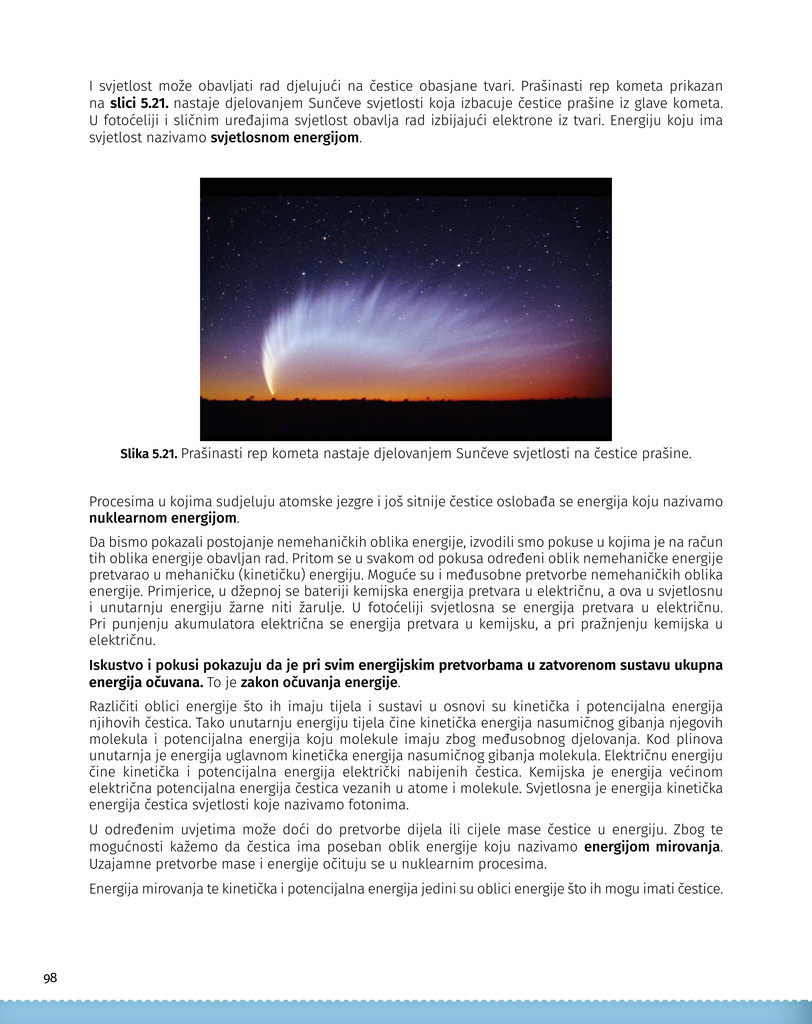 I svjetlost može obavljati rad djelujući na čestice obasjane tvari. Prašinasti rep kometa prikazan
na slici 5.21. nastaje djelovanjem Sunčeve svjetlosti koja izbacuje čestice prašine iz glave kometa.
U fotoćeliji i sličnim uređajima svjetlost obavlja rad izbijajući elektrone iz tvari. Energiju koju ima
svjetlost nazivamo svjetlosnom energijom.
Slika 5.21. Prašinasti rep kometa nastaje djelovanjem Sunčeve svjetlosti na čestice prašine.
Procesima u kojima sudjeluju atomske jezgre i još sitnije čestice oslobađa se energija koju nazivamo
nuklearnom energijom.
Da bismo pokazali postojanje nemehaničkih oblika energije, izvodili smo pokuse u kojima je na račun
tih oblika energije obavljan rad. Pritom se u svakom od pokusa određeni oblik nemehaničke energije
pretvarao u mehaničku (kinetičku) energiju. Moguće su i međusobne pretvorbe nemehaničkih oblika
energije. Primjerice, u džepnoj se bateriji kemijska energija pretvara u električnu, a ova u svjetlosnu
i unutarnju energiju žarne niti žarulje. U fotoćeliji svjetlosna se energija pretvara u električnu.
Pri punjenju akumulatora električna se energija pretvara u kemijsku, a pri pražnjenju kemijska u
električnu.
Iskustvo i pokusi pokazuju da je pri svim energijskim pretvorbama u zatvorenom sustavu ukupna
energija očuvana. To je zakon očuvanja energije.
Različiti oblici energije što ih imaju tijela i sustavi u osnovi su kinetička i potencijalna energija
njihovih čestica. Tako unutarnju energiju tijela čine kinetička energija nasumičnog gibanja njegovih
molekula i potencijalna energija koju molekule imaju zbog međusobnog djelovanja. Kod plinova
unutarnja je energija uglavnom kinetička energija nasumičnog gibanja molekula. Električnu energiju
čine kinetička i potencijalna energija električki nabijenih čestica. Kemijska je energija većinom
električna potencijalna energija čestica vezanih u atome i molekule. Svjetlosna je energija kinetička
energija čestica svjetlosti koje nazivamo fotonima.
U određenim uvjetima može doći do pretvorbe dijela ili cijele mase čestice u energiju. Zbog te
mogućnosti kažemo da čestica ima poseban oblik energije koju nazivamo energijom mirovanja.
Uzajamne pretvorbe mase i energije očituju se u nuklearnim procesima.
Energija mirovanja te kinetička i potencijalna energija jedini su oblici energije što ih mogu imati čestice.
98